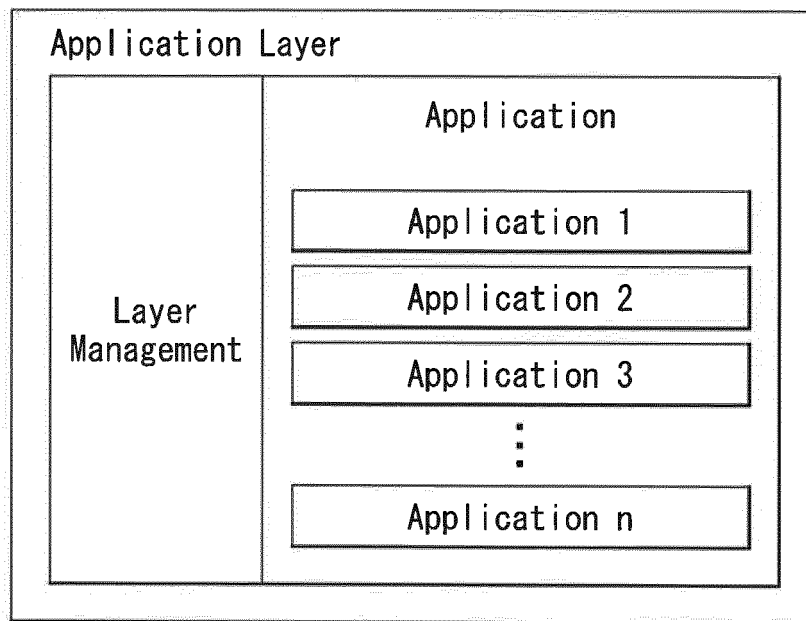 Application Layer
Application
Application 1
Application 2
Application 3
Application n
Layer
Management